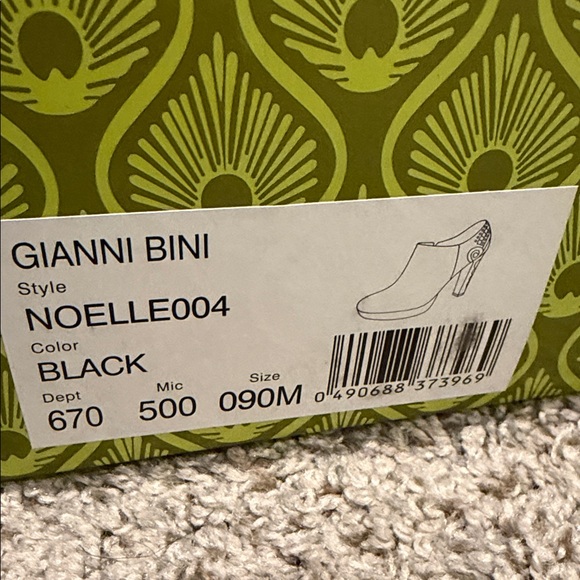 GIANNI BINI
Style
NOELLE004
Color
BLACK
Dept Mic Size
670 500 090M
0 490688 373969